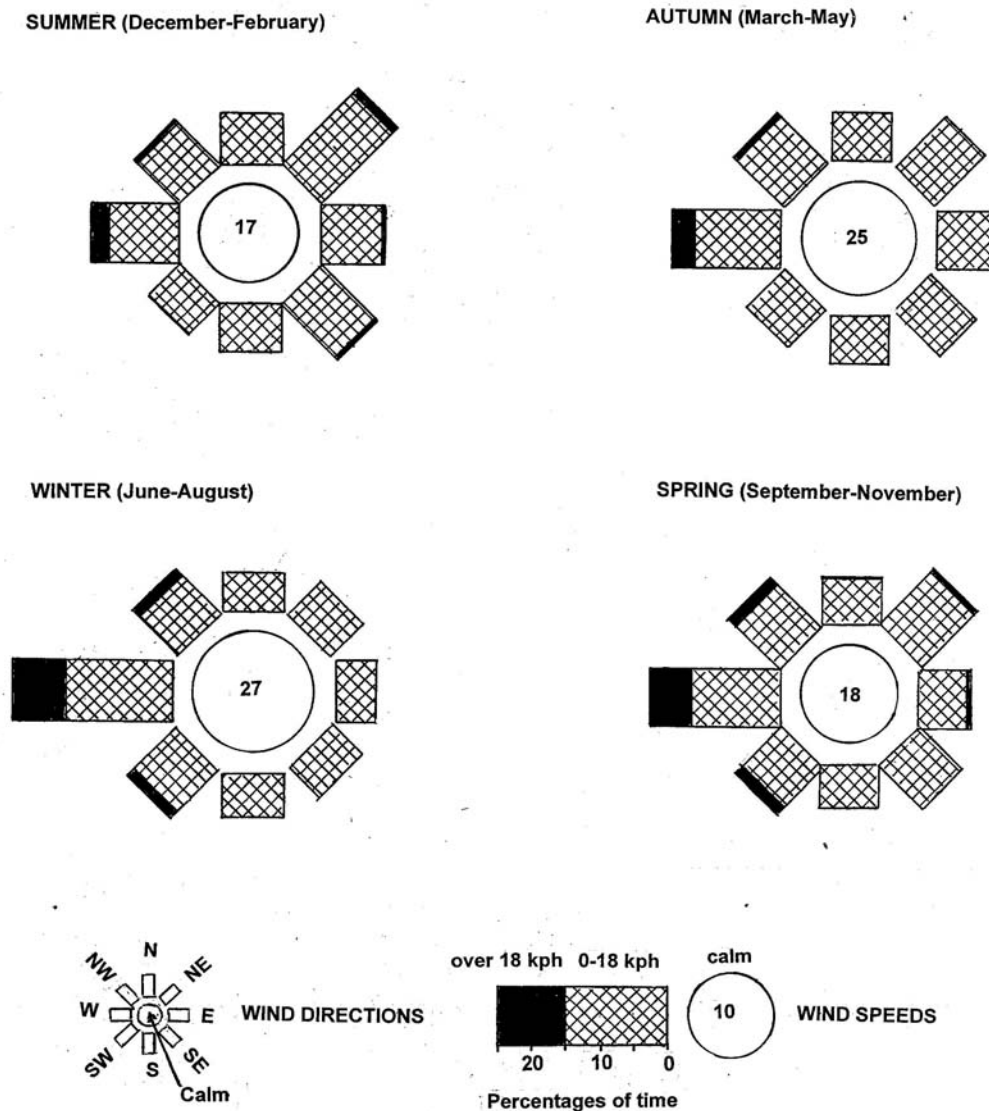 SUMMER (December-February)
AUTUMN (March-May)
17
25
WINTER (June-August)
SPRING (September-November)
27
18
N
NW
NE
W
E
SW
SE
S
Calm
WIND DIRECTIONS
over 18 kph 0-18 kph
calm
10
WIND SPEEDS
20 10 0
Percentages of time